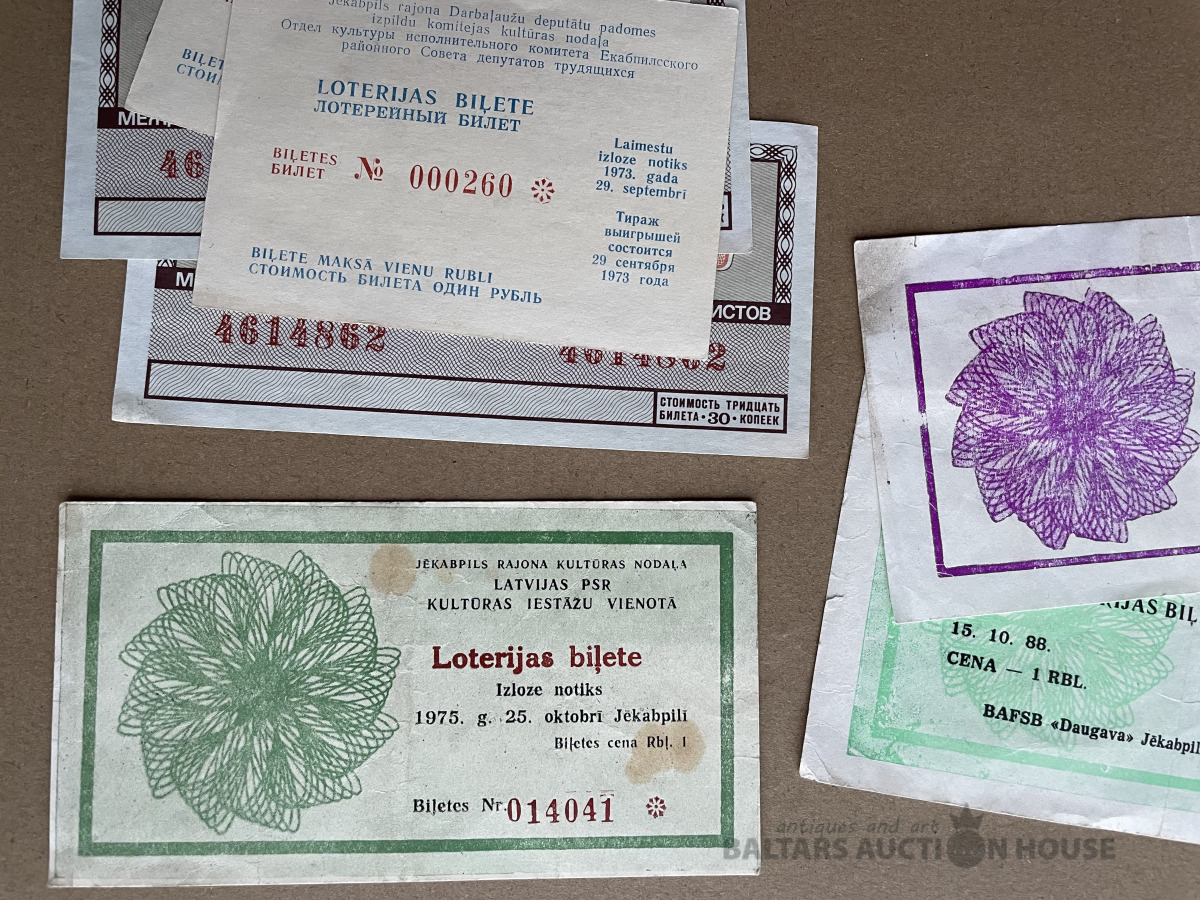 Jēkabpils rajona Darbaļaužu deputātu padomes
izpildu komitejas kultūras nodaļa
Отдел культуры исполнительного комитета Екабпилсского
районного Совета депутатов трудящихся
LOTERIJAS BIĻETE
ЛОТЕРЕЙНЫЙ БИЛЕТ
BIĻETES
БИЛЕТ
№ 000260
Laimestu
izloze notiks
1973. gada
29. septembrī
Тираж
выигрышей
состоится
29 сентября
1973 года
BIĻETE MAKSĀ VIENU RUBLI
СТОИМОСТЬ БИЛЕТА ОДИН РУБЛЬ
46
4614862
4614862
СТОИМОСТЬ ТРИДЦАТЬ
БИЛЕТА • 30 • КОПЕЕК
JĒKABPILS RAJONA KULTŪRAS NODAĻA
LATVIJAS PSR
KULTŪRAS IESTĀŽU VIENOTĀ
Loterijas biļete
Izloze notiks
1975. g. 25. oktobrī Jēkabpilī
Biļetes cena Rbļ. 1
Biļetes Nr. 014041
15. 10. 88.
CENA — 1 RBL.
BAFSB «Daugava» Jēkabpil
antiques and art
BALTARS AUCTION HOUSE